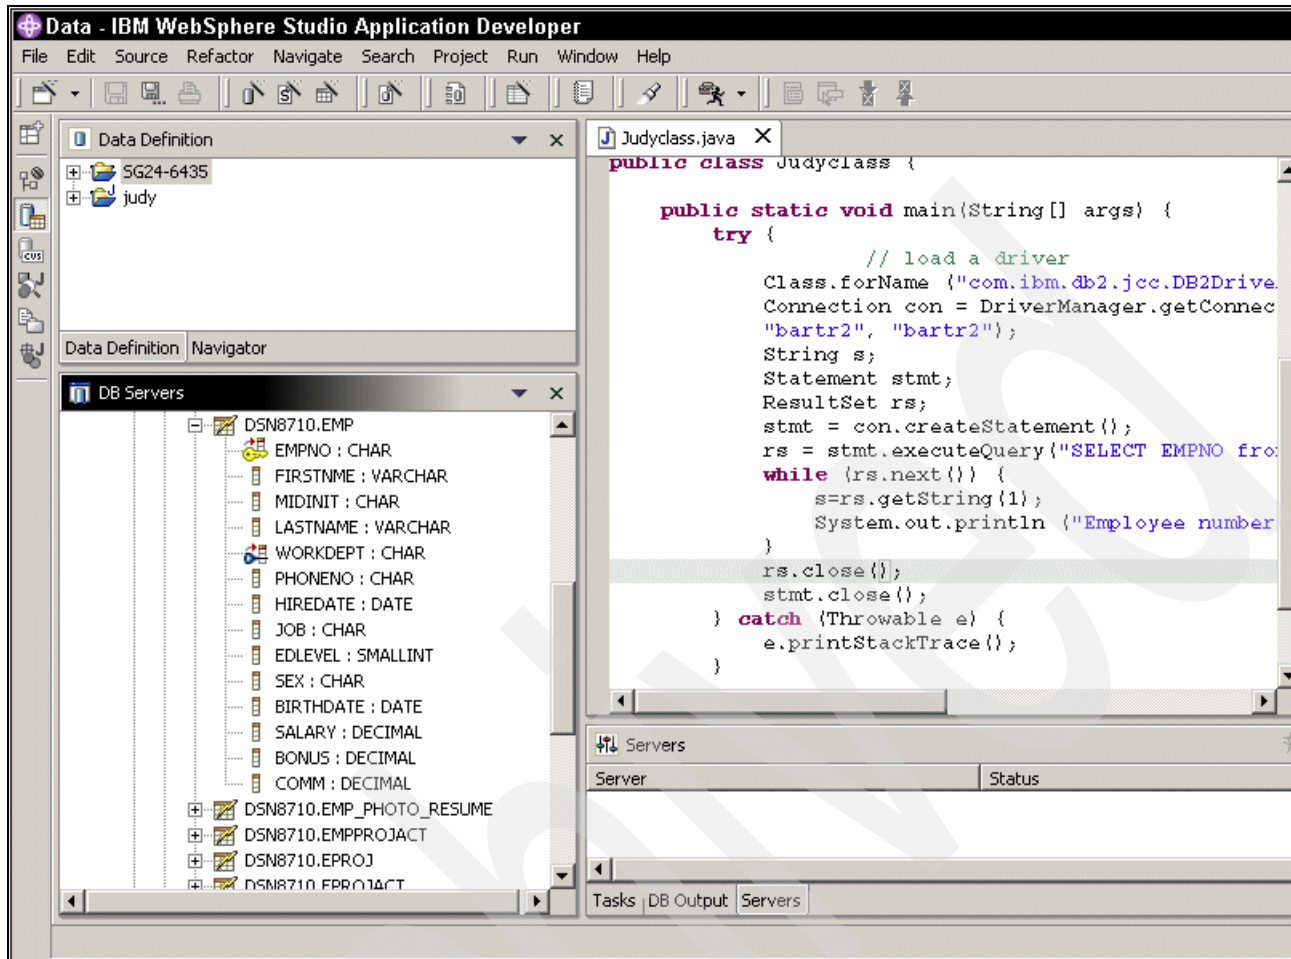 Data - IBM WebSphere Studio Application Developer
File Edit Source Refactor Navigate Search Project Run Window Help
Data Definition
SG24-6435
judy
Data Definition Navigator
DB Servers
DSN8710.EMP
EMPNO : CHAR
FIRSTNME : VARCHAR
MIDINIT : CHAR
LASTNAME : VARCHAR
WORKDEPT : CHAR
PHONENO : CHAR
HIREDATE : DATE
JOB : CHAR
EDLEVEL : SMALLINT
SEX : CHAR
BIRTHDATE : DATE
SALARY : DECIMAL
BONUS : DECIMAL
COMM : DECIMAL
DSN8710.EMP_PHOTO_RESUME
DSN8710.EMPPROJACT
DSN8710.EPROJ
DSN8710.EPROJACT
Judyclass.java
public class Judyclass {
public static void main(String[] args) {
try {
// load a driver
Class.forName ("com.ibm.db2.jcc.DB2Drive
Connection con = DriverManager.getConnec
"bartr2", "bartr2");
String s;
Statement stmt;
ResultSet rs;
stmt = con.createStatement();
rs = stmt.executeQuery("SELECT EMPNO fro
while (rs.next()) {
s=rs.getString(1);
System.out.println ("Employee number
}
rs.close();
stmt.close();
} catch (Throwable e) {
e.printStackTrace();
}
Servers
Server Status
Tasks DB Output Servers